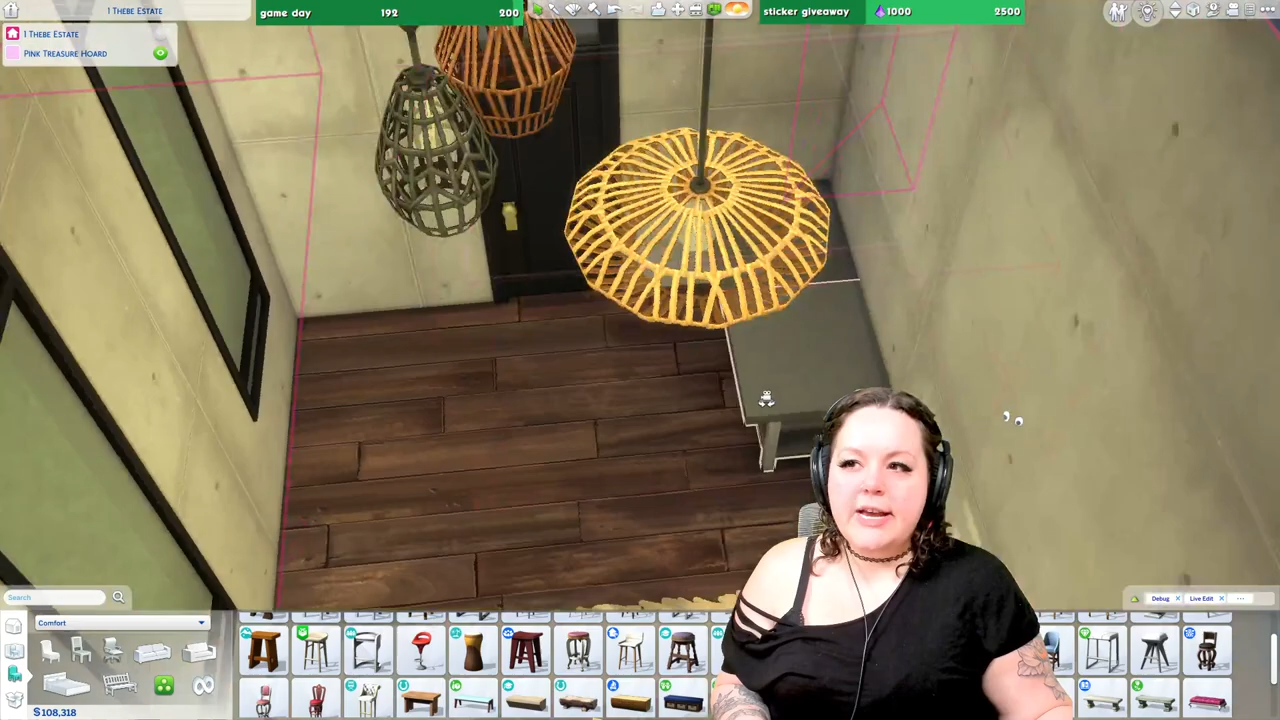 1 THEBE ESTATE
game day 192 200
sticker giveaway 1000 2500
1 THEBE ESTATE
PINK TREASURE HOARD
Search
Debug X Live Edit X ...
Comfort
$108,318